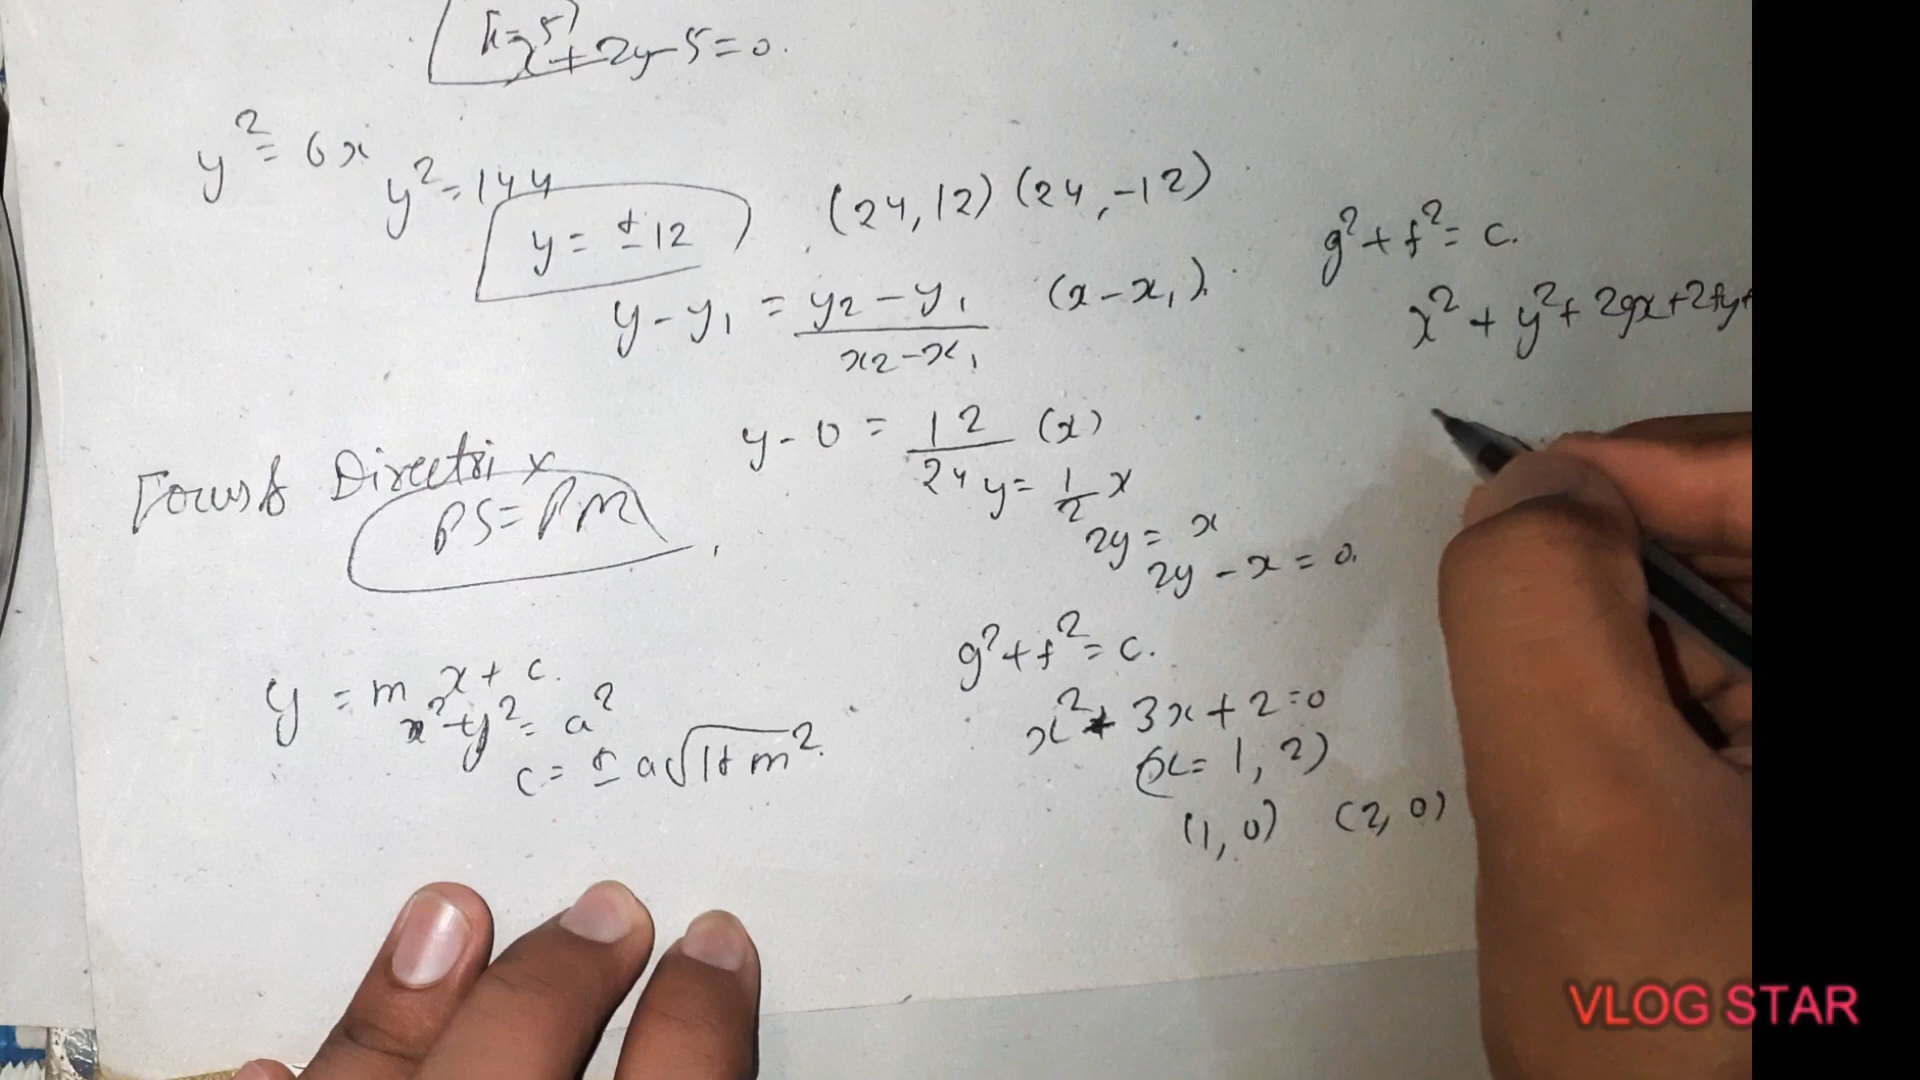 x + 2y - 5 = 0.
y² = 6x
y² = 144
y = ±12
(24, 12) (24, -12)
y - y₁ = (y₂ - y₁)/(x₂ - x₁) (x - x₁).
g² + f² = c.
x² + y² + 2gx + 2fy +
y - 0 = 12/24 (x)
y = 1/2 x
2y = x
2y - x = 0.
Focus & Directrix
PS = PM
y = mx + c.
x² + y² = a²
c = ± a√(1 + m²).
g² + f² = c.
x² + 3x + 2 = 0
(x = 1, 2)
(1, 0) (2, 0)
VLOG STAR